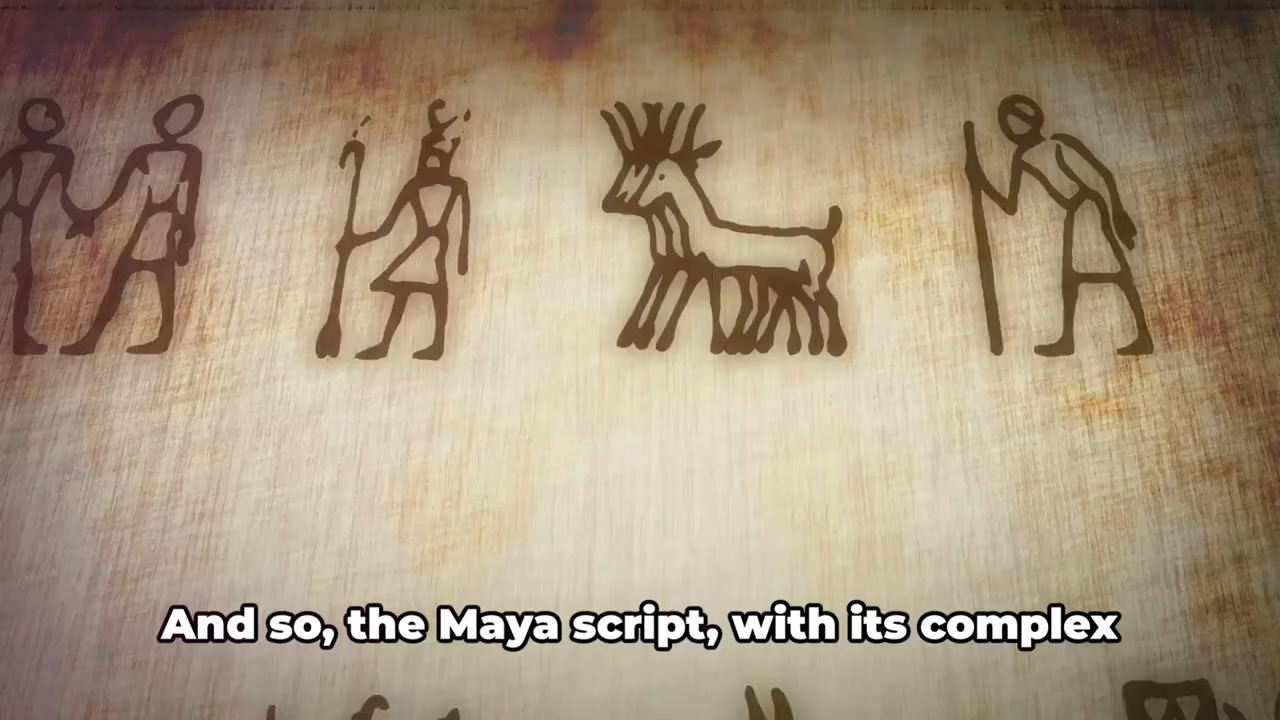 And so, the Maya script, with its complex